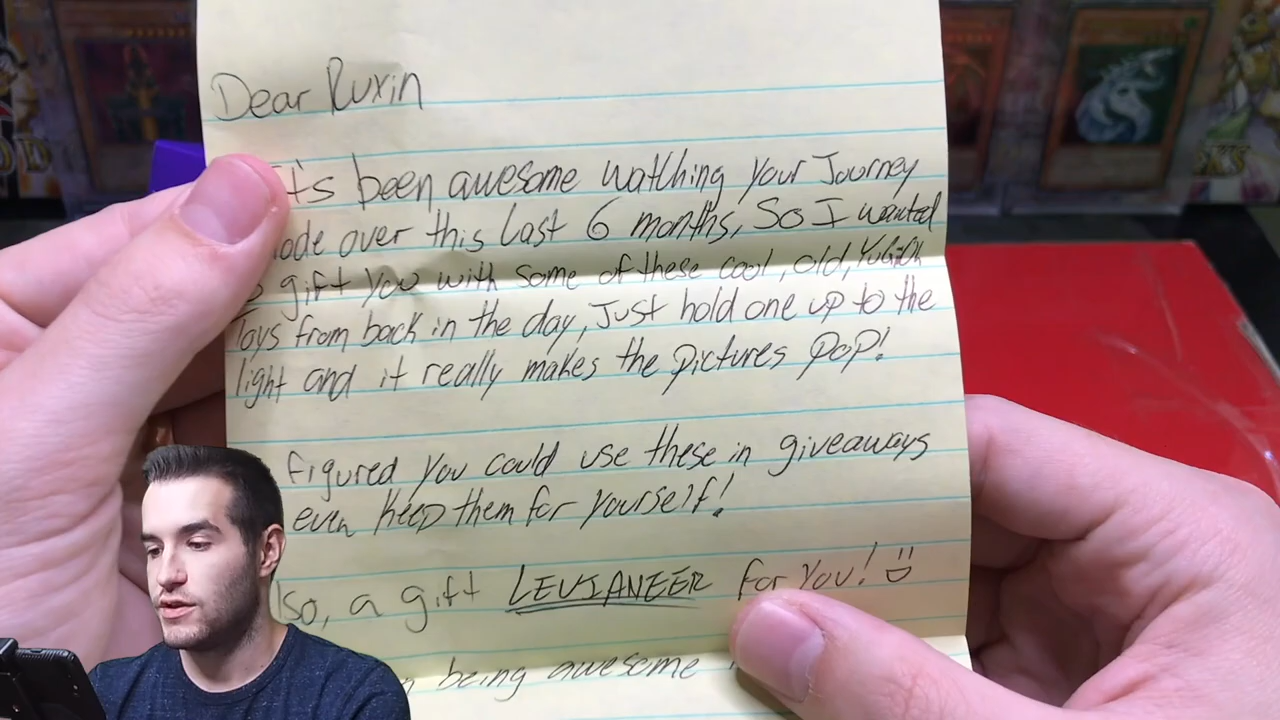 Dear Ruxin
t's been awesome watching your Journey
ode over this last 6 months, So I wanted
gift you with some of these cool, old, YuGiOh
Toys from back in the day, Just hold one up to the
light and it really makes the pictures pop!
figured you could use these in giveaways
even keep them for yourself!
lso, a gift LEVIANEER for you!
being awesome